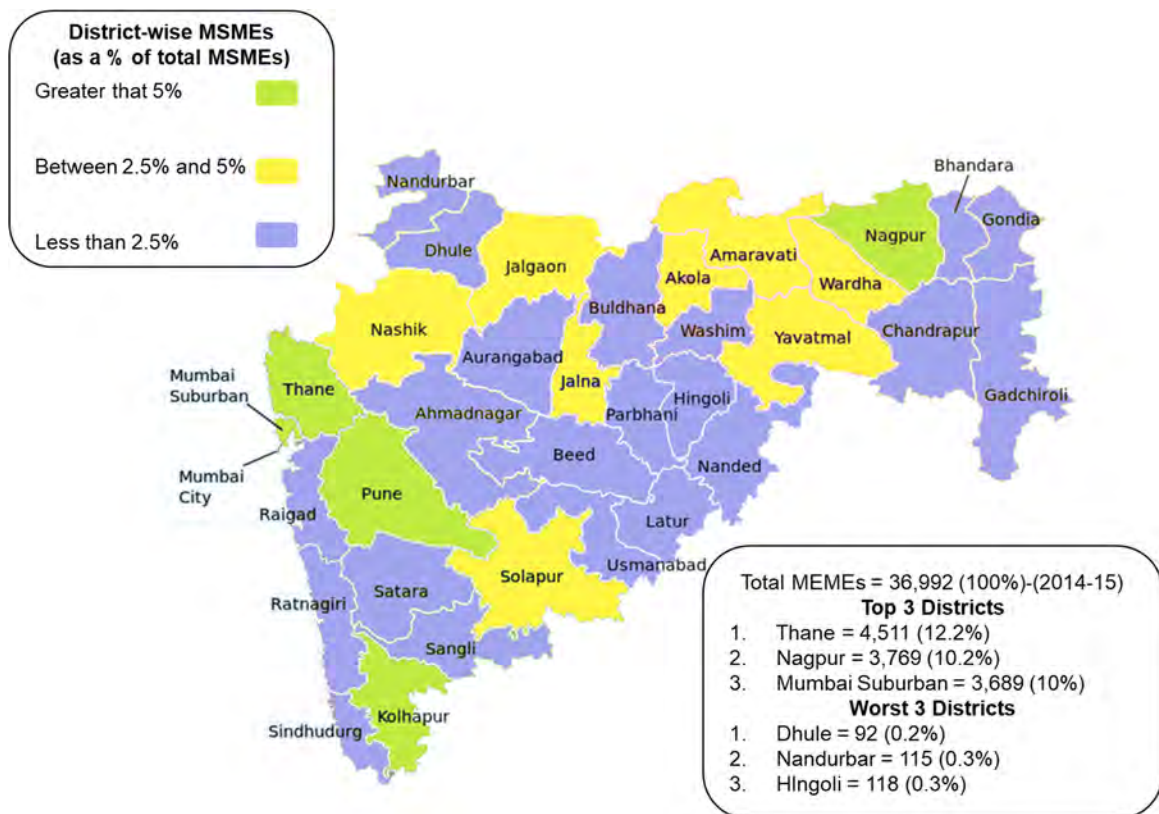 District-wise MSMEs
(as a % of total MSMEs)
Greater that 5%
Between 2.5% and 5%
Less than 2.5%
Nandurbar
Dhule
Jalgaon
Nashik
Buldhana
Akola
Amaravati
Wardha
Nagpur
Bhandara
Gondia
Washim
Yavatmal
Chandrapur
Gadchiroli
Aurangabad
Jalna
Hingoli
Parbhani
Mumbai
Suburban
Thane
Ahmadnagar
Beed
Nanded
Mumbai
City
Pune
Raigad
Latur
Usmanabad
Solapur
Satara
Ratnagiri
Sangli
Kolhapur
Sindhudurg
Total MEMEs = 36,992 (100%)-(2014-15)
Top 3 Districts
1. Thane = 4,511 (12.2%)
2. Nagpur = 3,769 (10.2%)
3. Mumbai Suburban = 3,689 (10%)
Worst 3 Districts
1. Dhule = 92 (0.2%)
2. Nandurbar = 115 (0.3%)
3. HIngoli = 118 (0.3%)